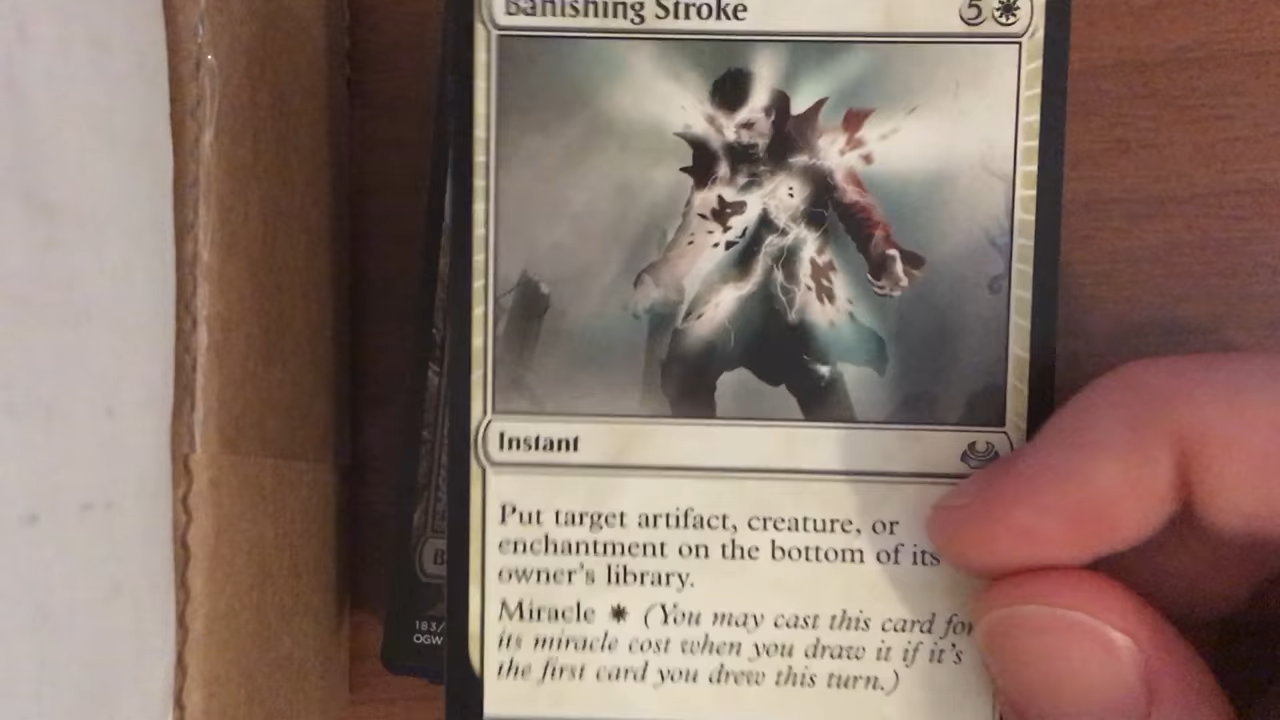 Banishing Stroke 5
Instant
Put target artifact, creature, or
enchantment on the bottom of its
owner's library.
Miracle (You may cast this card for
its miracle cost when you draw it if it's
the first card you drew this turn.)
B
183/
OGW